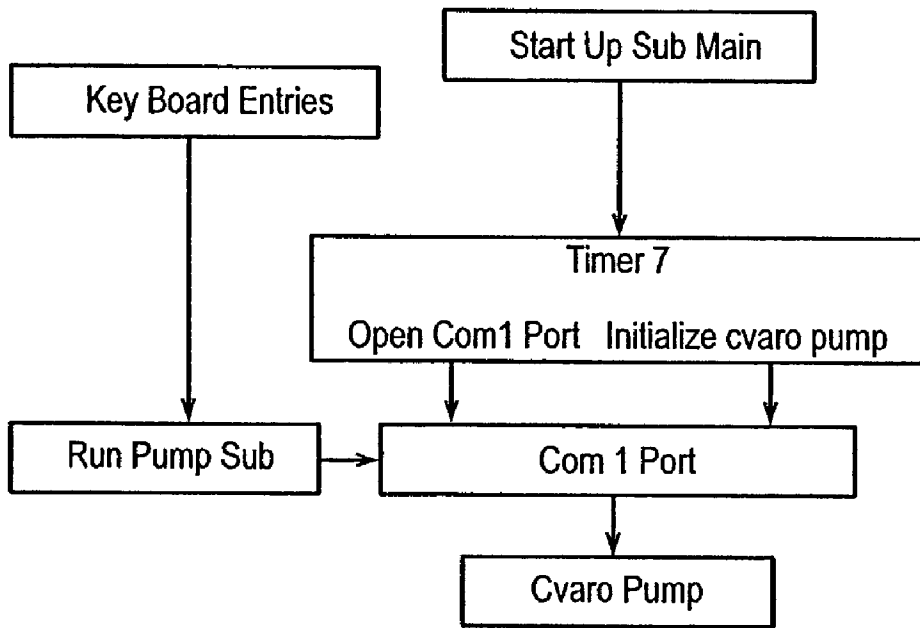 Start Up Sub Main
Key Board Entries
Timer 7
Open Com1 Port Initialize cvaro pump
Run Pump Sub
Com 1 Port
Cvaro Pump